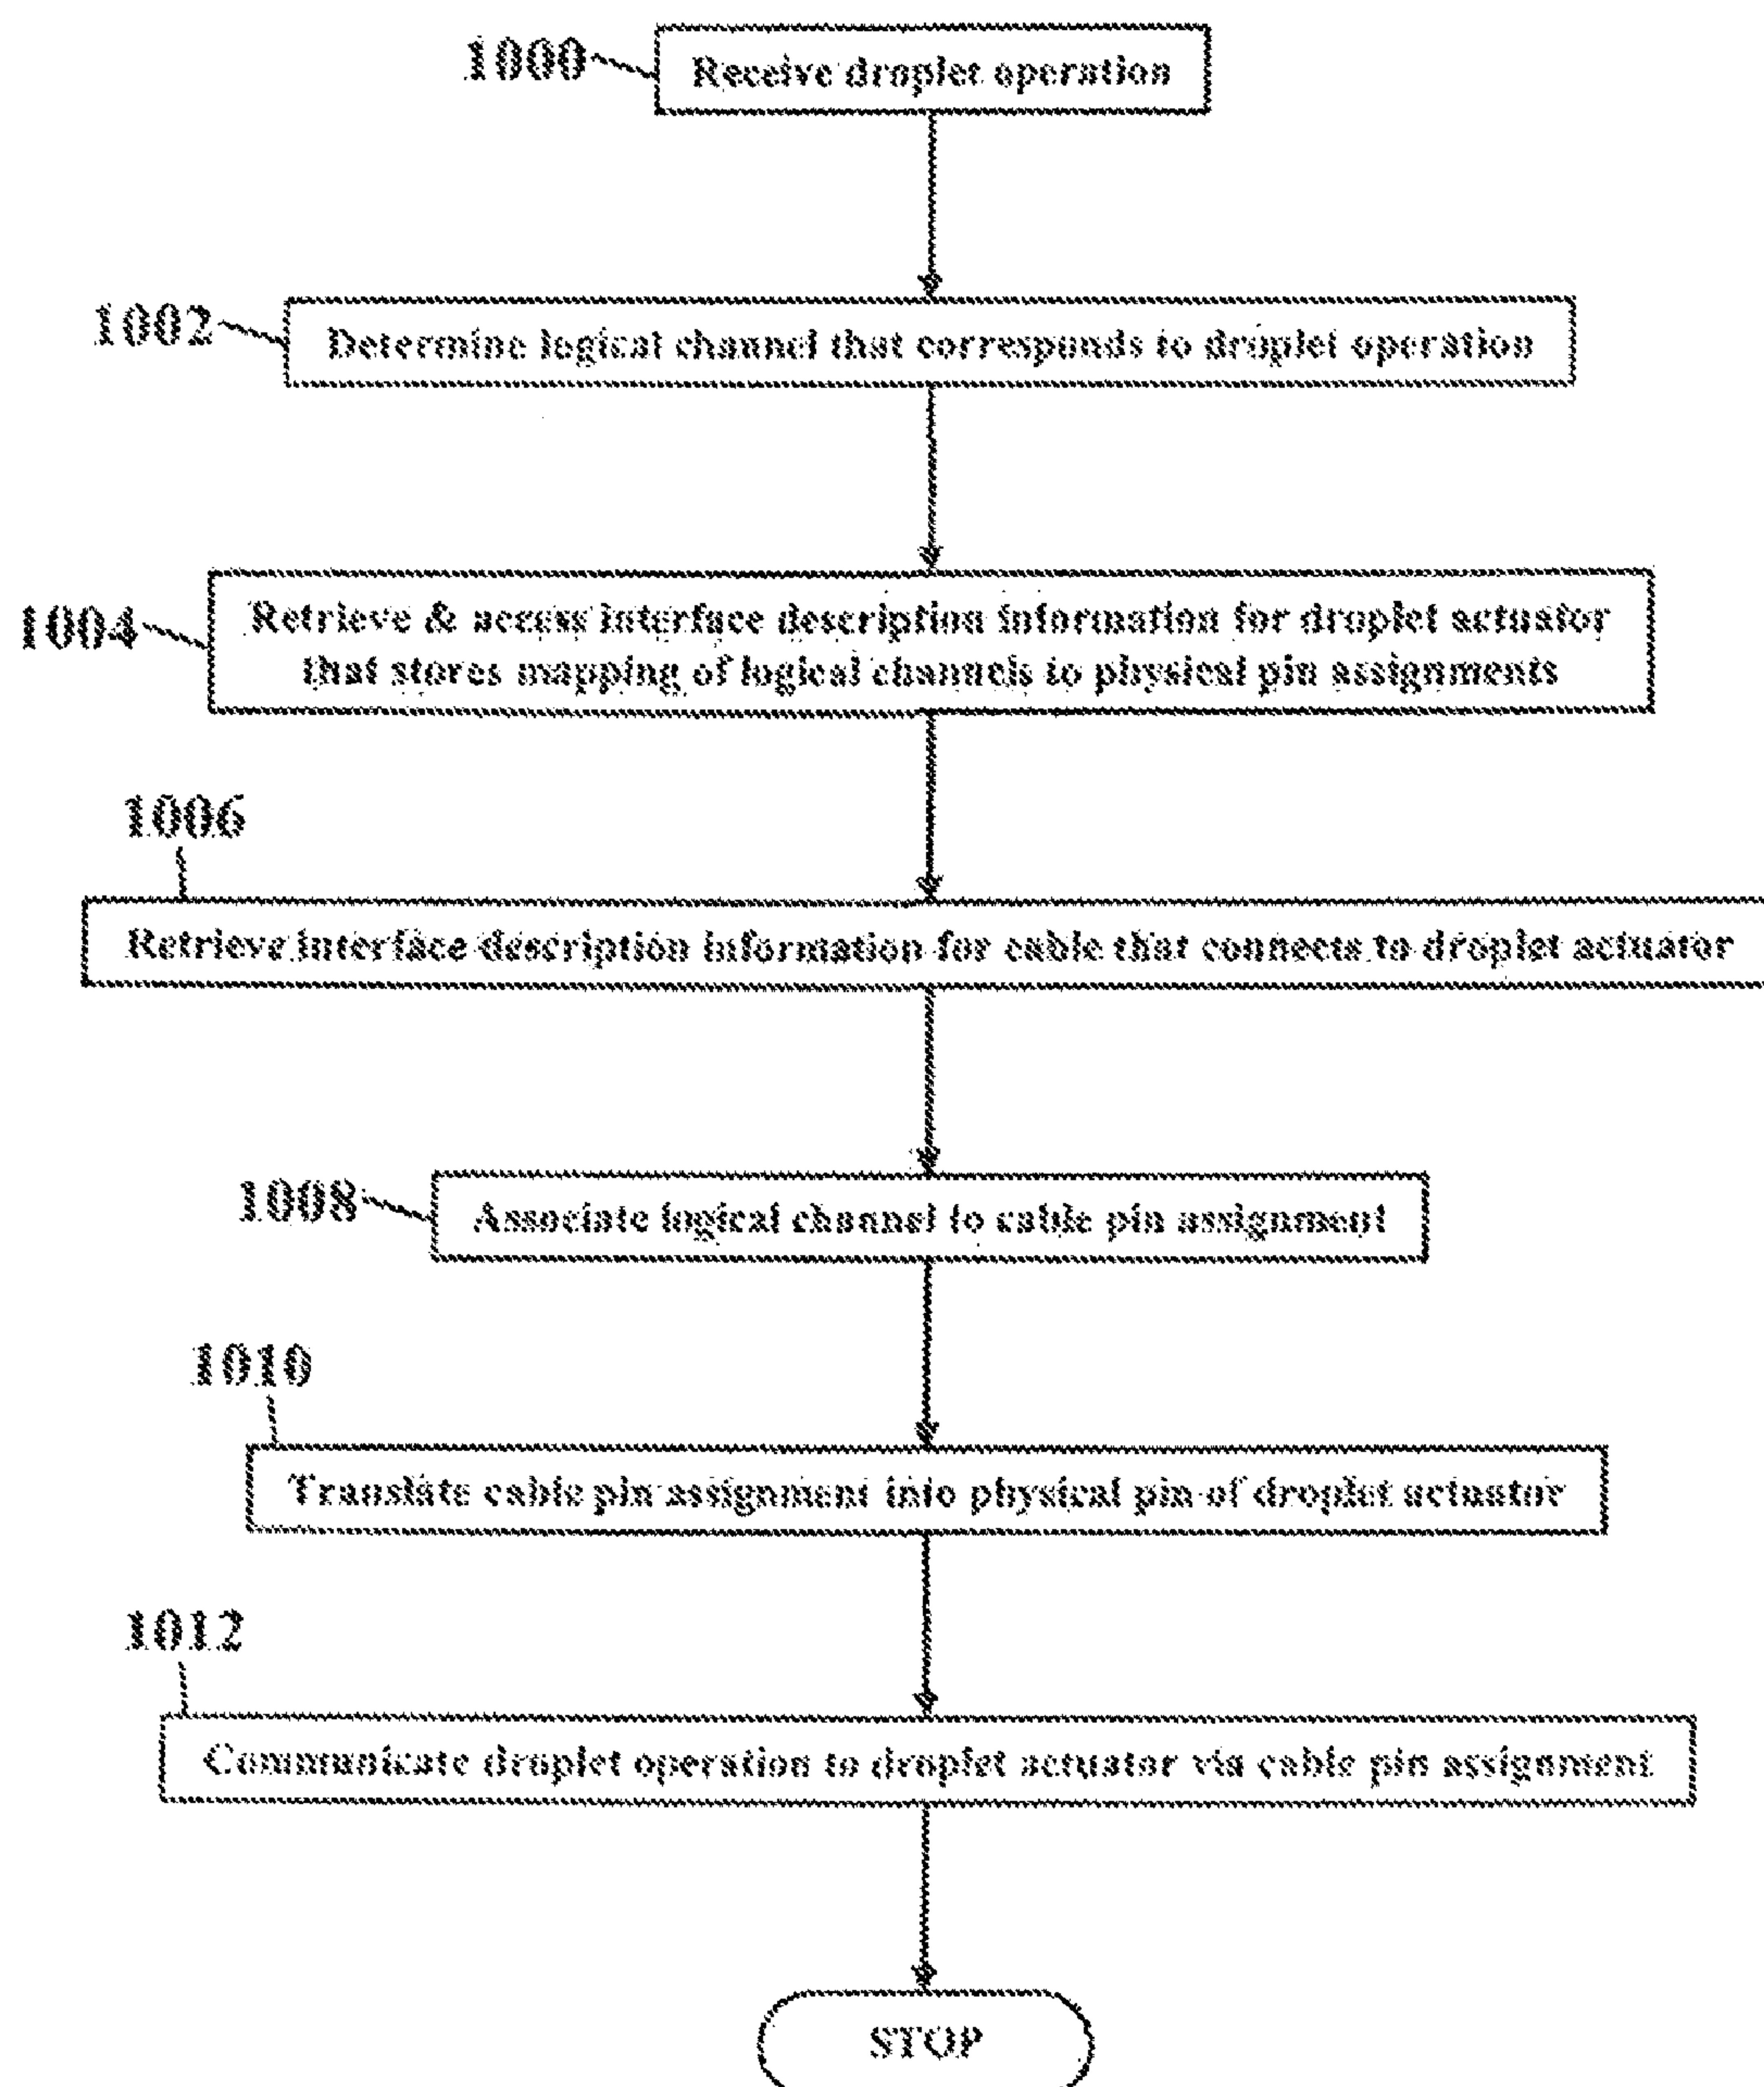 1000
Receive droplet operation
1002
Determine logical channel that corresponds to droplet operation
1004
Retrieve & access interface description information for droplet actuator
that stores mapping of logical channels to physical pin assignments
1006
Retrieve interface description information for cable that connects to droplet actuator
1008
Associate logical channel to cable pin assignment
1010
Translate cable pin assignment into physical pin of droplet actuator
1012
Communicate droplet operation to droplet actuator via cable pin assignment
STOP